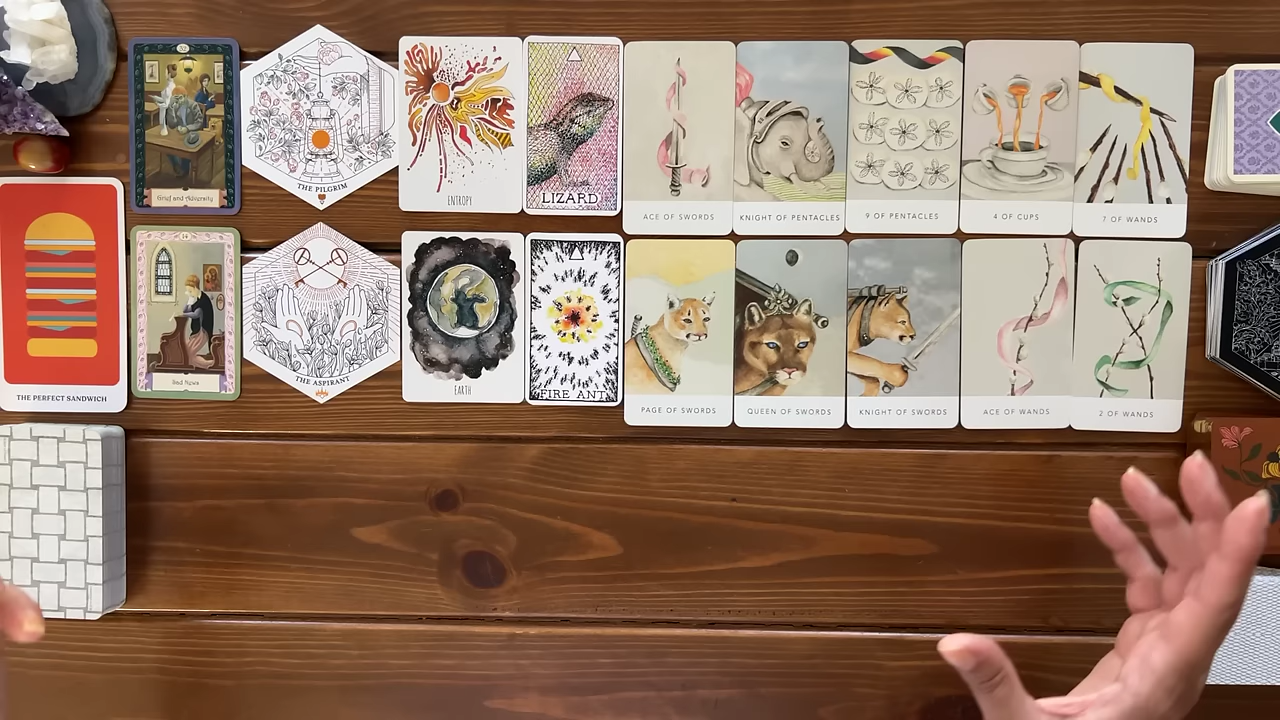 32
Grief and Adversity
THE PILGRIM
ENTROPY
LIZARD
ACE OF SWORDS
KNIGHT OF PENTACLES
9 OF PENTACLES
4 OF CUPS
7 OF WANDS
THE PERFECT SANDWICH
14
Bad News
THE ASPIRANT
EARTH
FIRE ANT
PAGE OF SWORDS
QUEEN OF SWORDS
KNIGHT OF SWORDS
ACE OF WANDS
2 OF WANDS